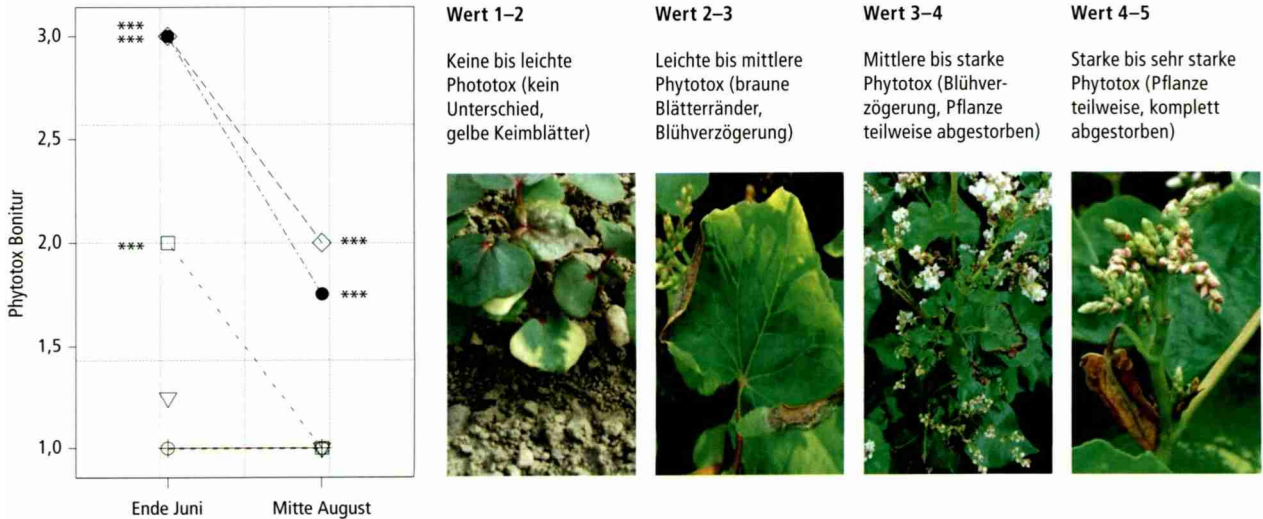 Phytotox Bonitur
3,0
2,5
2,0
1,5
1,0
***
***
***
***
***
Ende Juni
Mitte August
Wert 1–2
Keine bis leichte
Phototox (kein
Unterschied,
gelbe Keimblätter)
Wert 2–3
Leichte bis mittlere
Phytotox (braune
Blätterränder,
Blühverzögerung)
Wert 3–4
Mittlere bis starke
Phytotox (Blühver-
zögerung, Pflanze
teilweise abgestorben)
Wert 4–5
Starke bis sehr starke
Phytotox (Pflanze
teilweise, komplett
abgestorben)